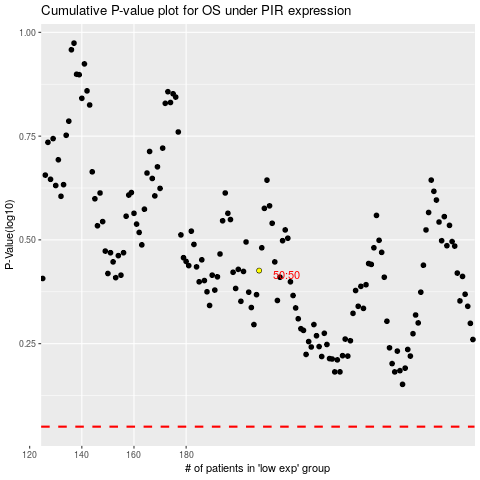 Cumulative P-value plot for OS under PIR expression
P-Value(log10)
1.00
0.75
0.50
0.25
50:50
120 140 160 180
# of patients in 'low exp' group